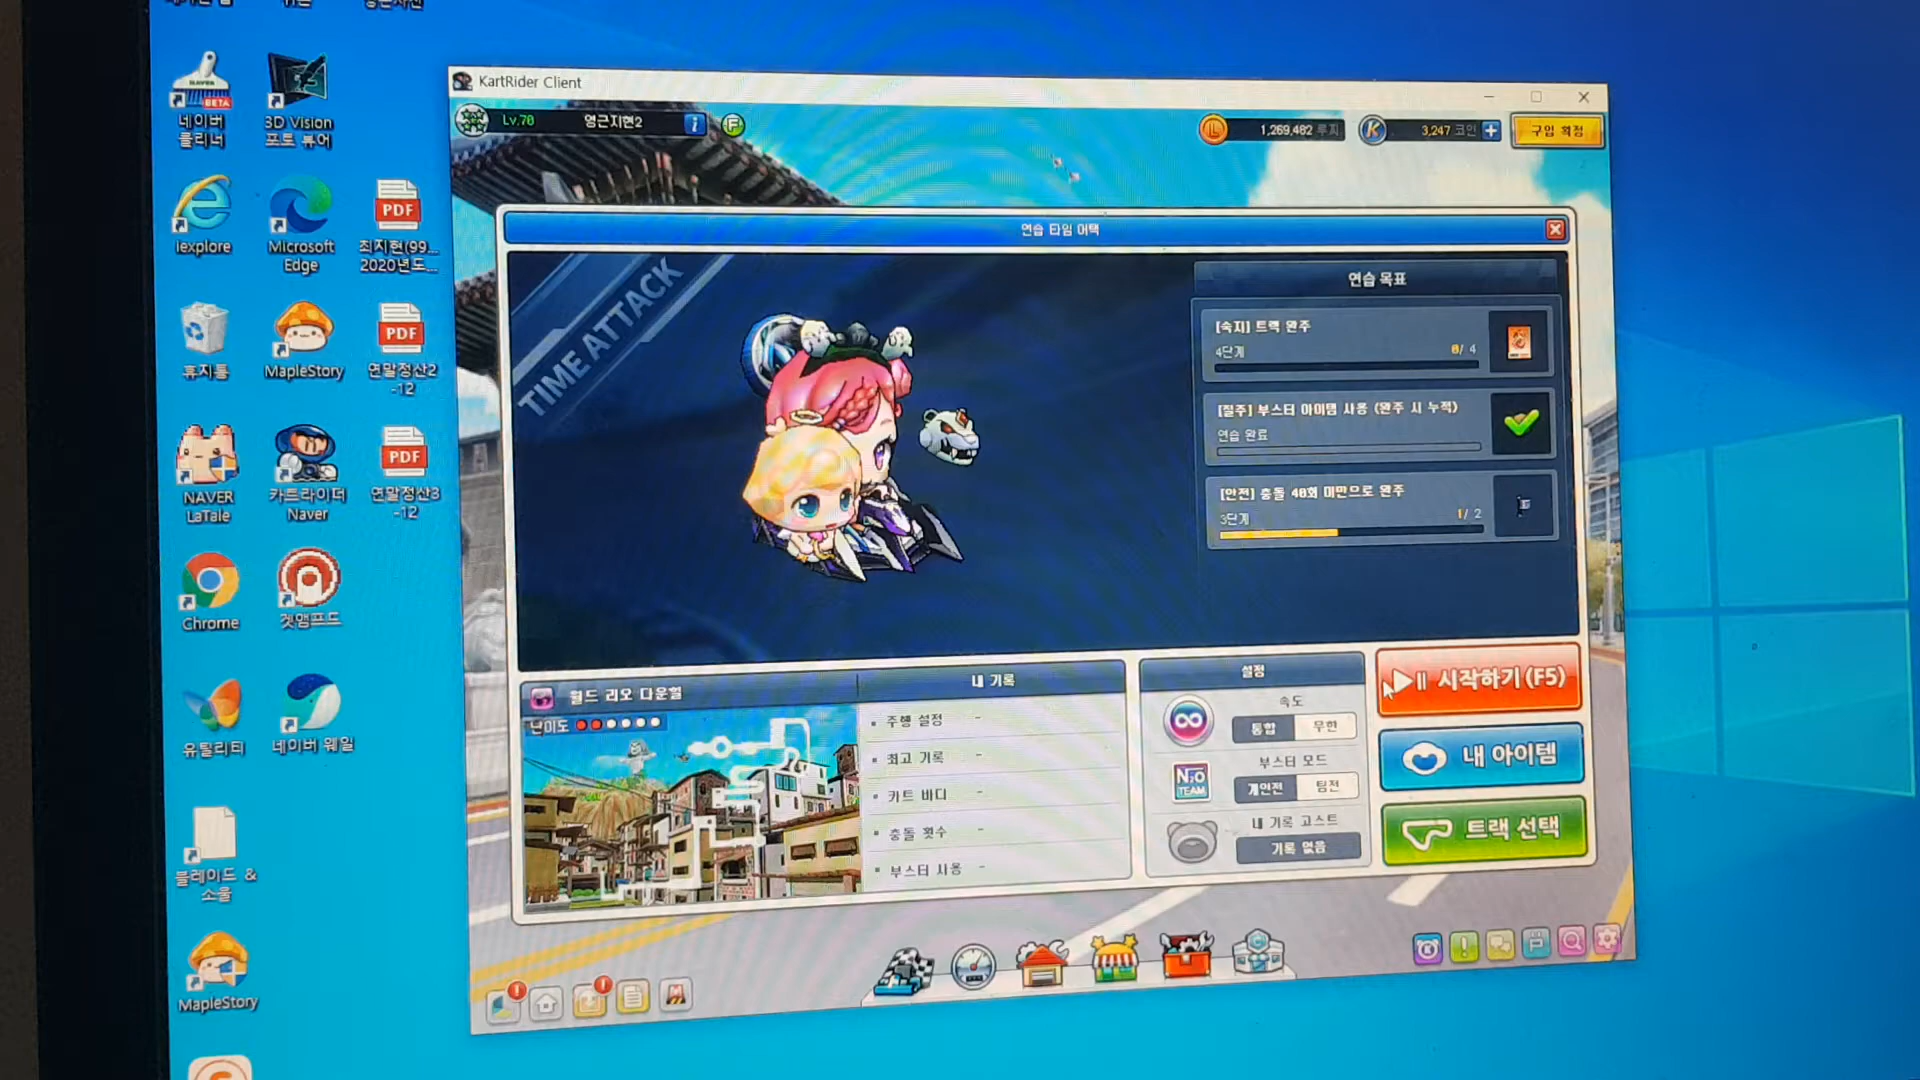 네이버
클리너
3D Vision
포토 뷰어
iexplore
Microsoft
Edge
PDF
최지현(99...
2020년도...
휴지통
MapleStory
PDF
연말정산2
-12
NAVER
LaTale
카트라이더
Naver
PDF
연말정산3
-12
Chrome
겟앰프드
유틸리티
네이버 웨일
블레이드 &
소울
MapleStory
KartRider Client
Lv.70
영근지현2
1,269,482 루찌
3,247 코인
구입 확정
연습 타임 어택
TIME ATTACK
연습 목표
[숙지] 트랙 완주
4단계
0/ 4
[질주] 부스터 아이템 사용 (완주 시 누적)
연습 완료
[안전] 충돌 40회 미만으로 완주
3단계
1/ 2
월드 리오 다운힐
난이도
내 기록
주행 설정 -
최고 기록 -
카트 바디 -
충돌 횟수 -
부스터 사용 -
설정
속도
통합 무한
부스터 모드
N2O
TEAM
개인전 팀전
내 기록 고스트
기록 없음
시작하기(F5)
내 아이템
트랙 선택